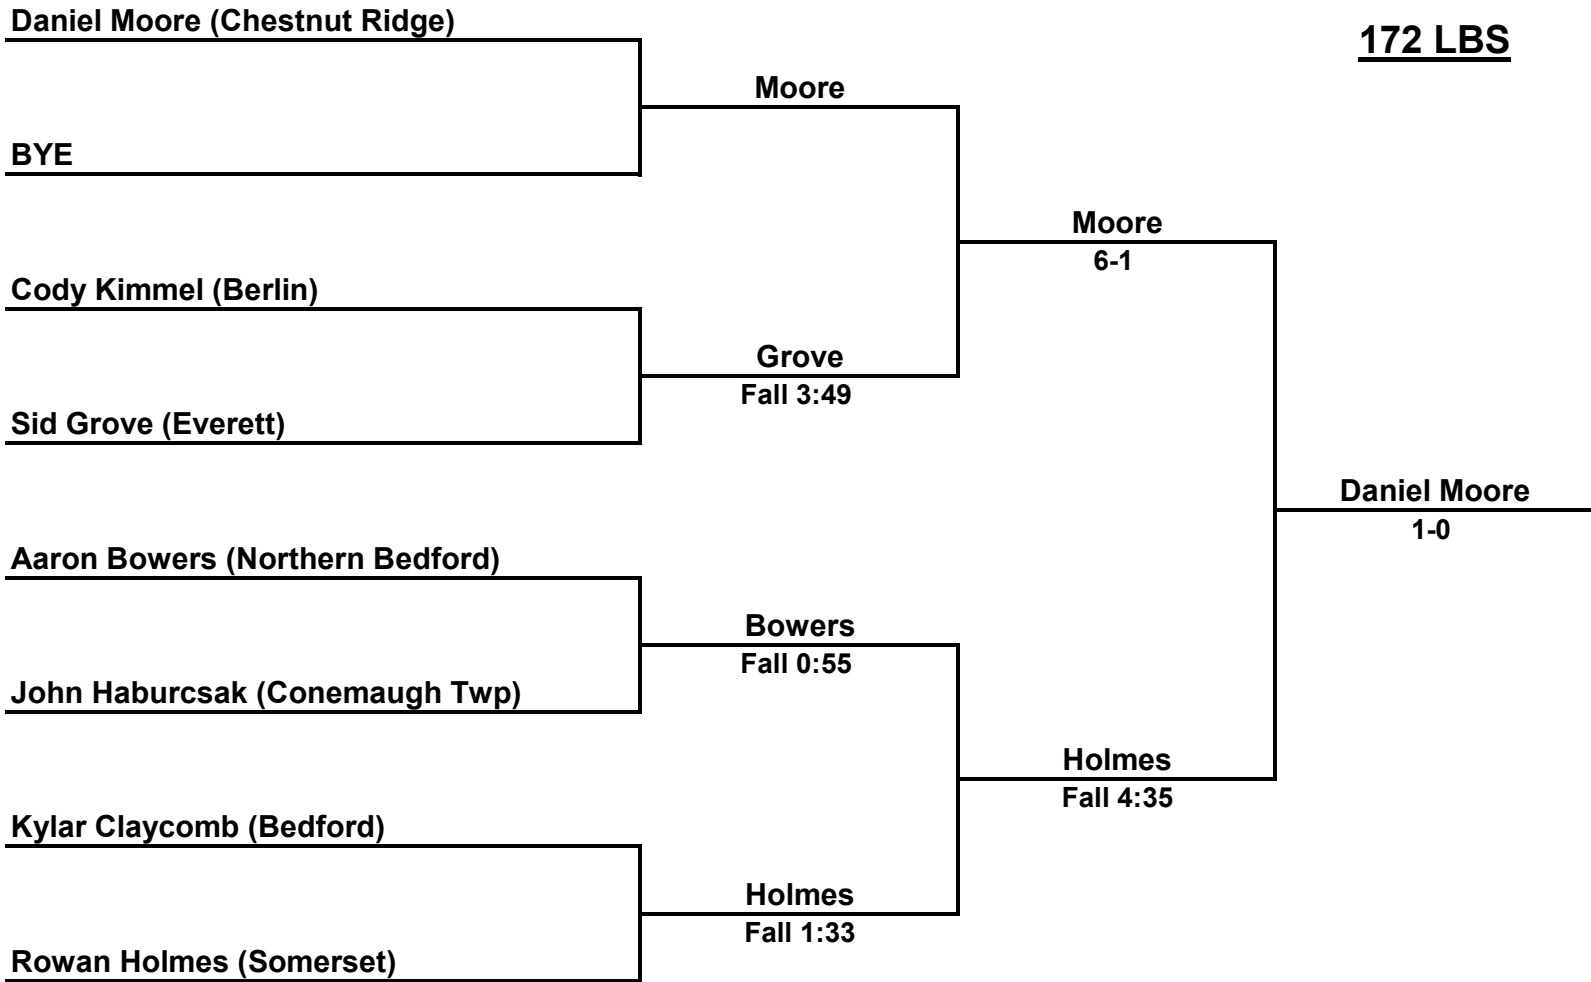 Daniel Moore (Chestnut Ridge)
172 LBS
Moore
BYE
Moore
6-1
Cody Kimmel (Berlin)
Grove
Fall 3:49
Sid Grove (Everett)
Daniel Moore
1-0
Aaron Bowers (Northern Bedford)
Bowers
Fall 0:55
John Haburcsak (Conemaugh Twp)
Holmes
Fall 4:35
Kylar Claycomb (Bedford)
Holmes
Fall 1:33
Rowan Holmes (Somerset)